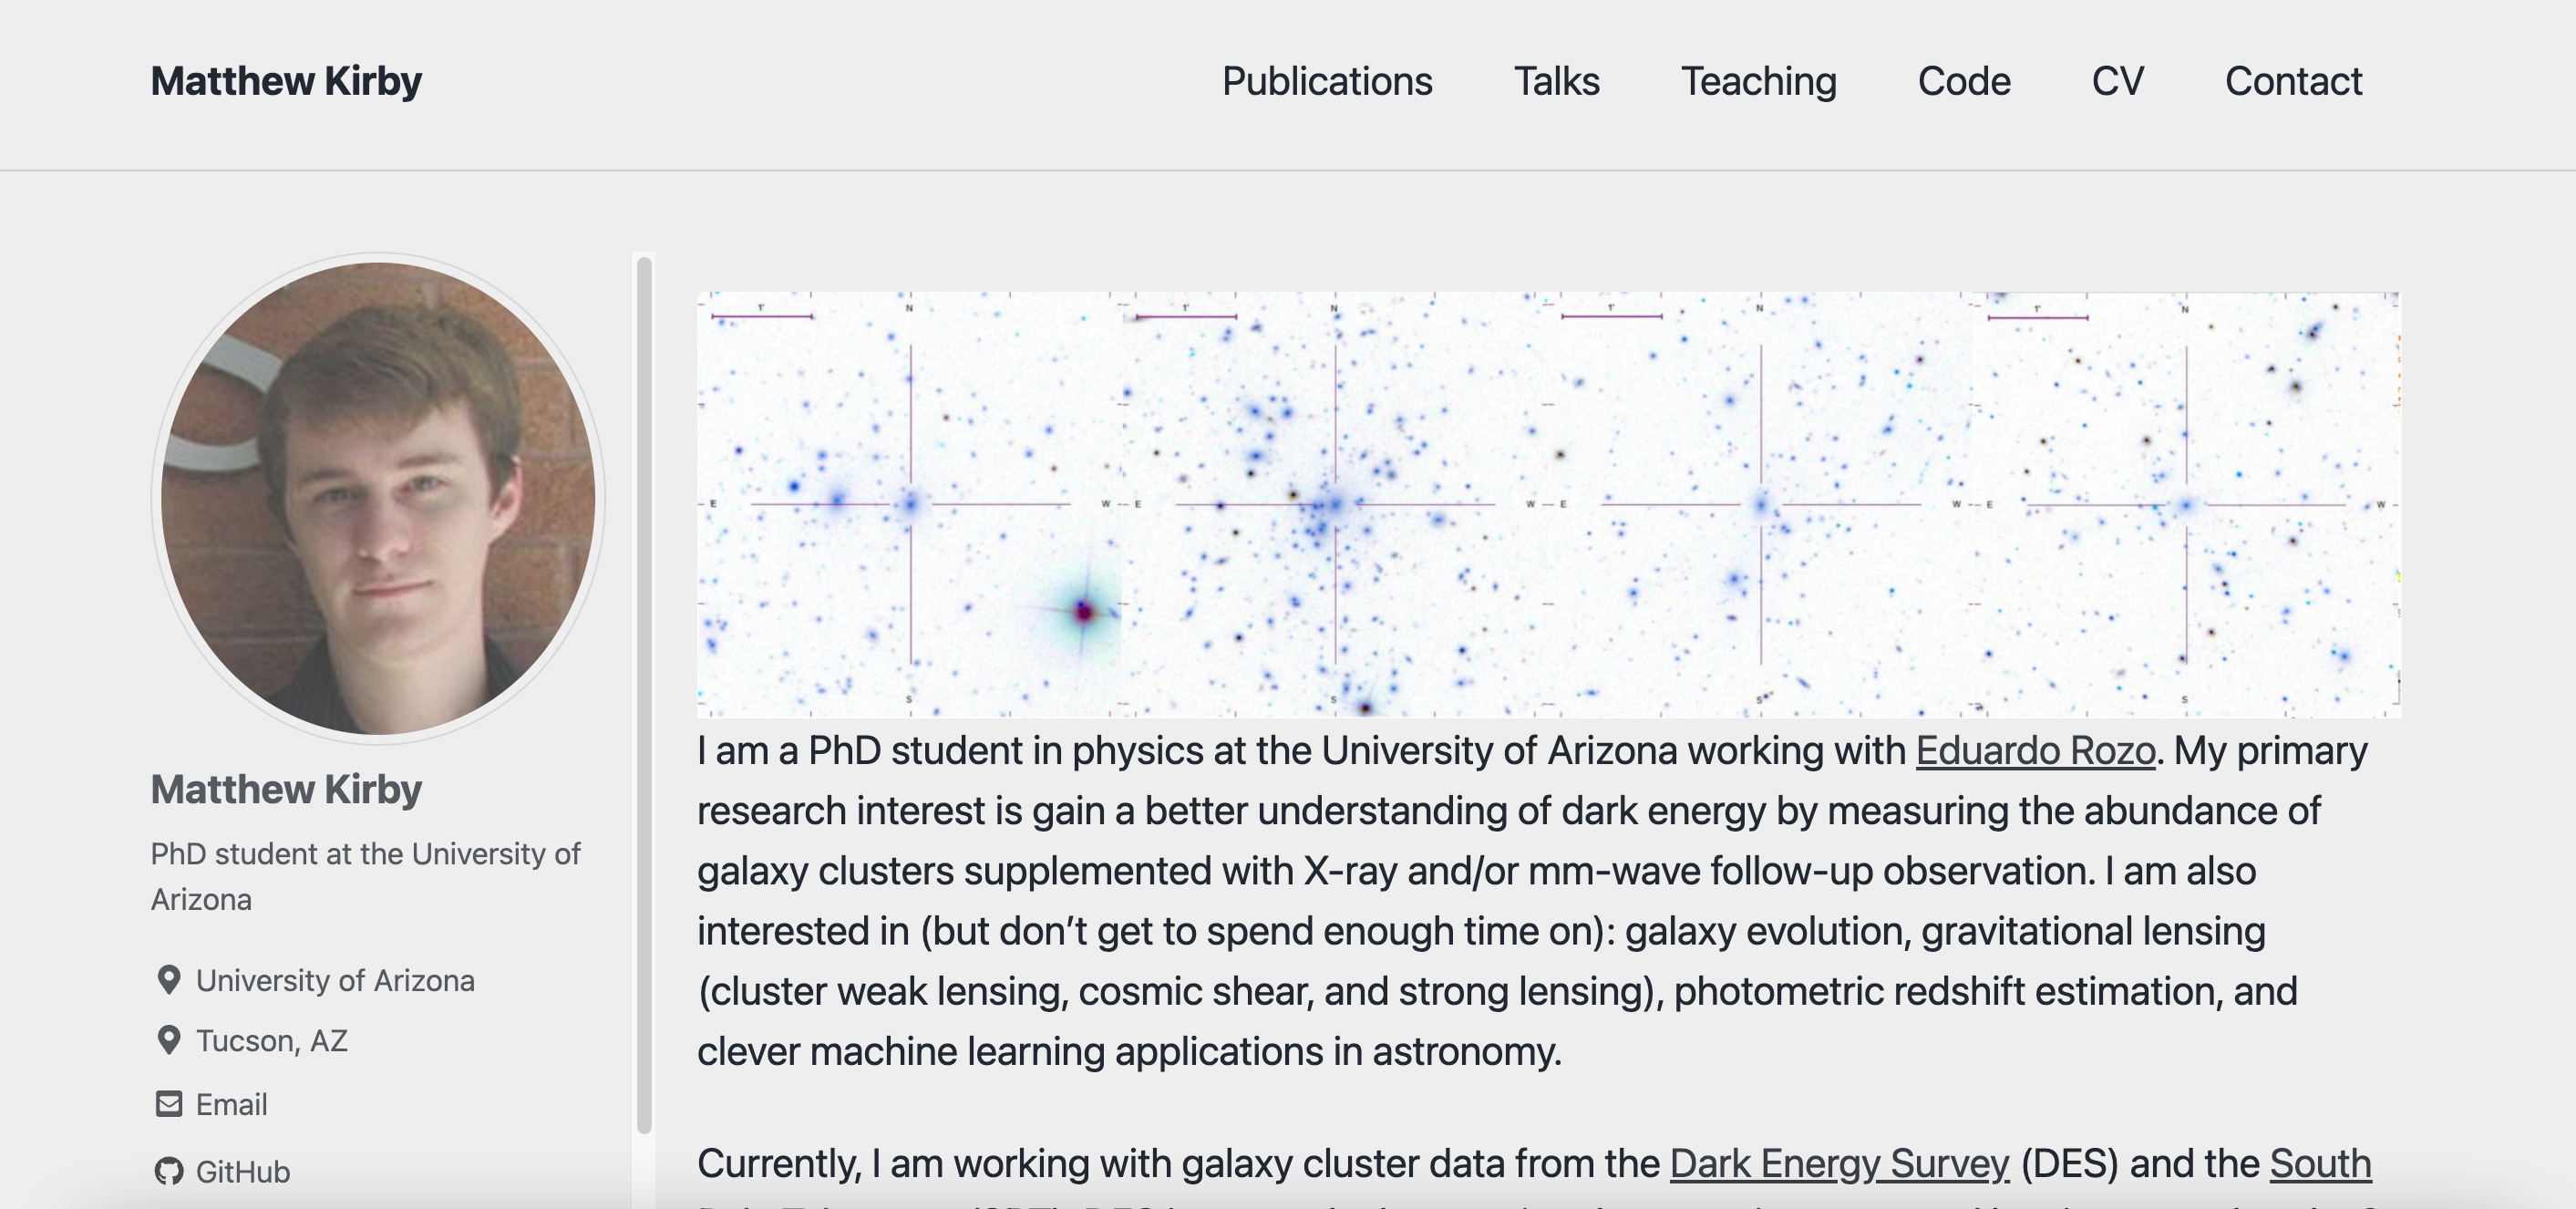 Matthew Kirby
Publications Talks Teaching Code CV Contact
1' N 1' N 1' N 1' N
E W E W E W E W
S S S S
Matthew Kirby
PhD student at the University of
Arizona
University of Arizona
Tucson, AZ
Email
GitHub
I am a PhD student in physics at the University of Arizona working with Eduardo Rozo. My primary
research interest is gain a better understanding of dark energy by measuring the abundance of
galaxy clusters supplemented with X-ray and/or mm-wave follow-up observation. I am also
interested in (but don’t get to spend enough time on): galaxy evolution, gravitational lensing
(cluster weak lensing, cosmic shear, and strong lensing), photometric redshift estimation, and
clever machine learning applications in astronomy.
Currently, I am working with galaxy cluster data from the Dark Energy Survey (DES) and the South